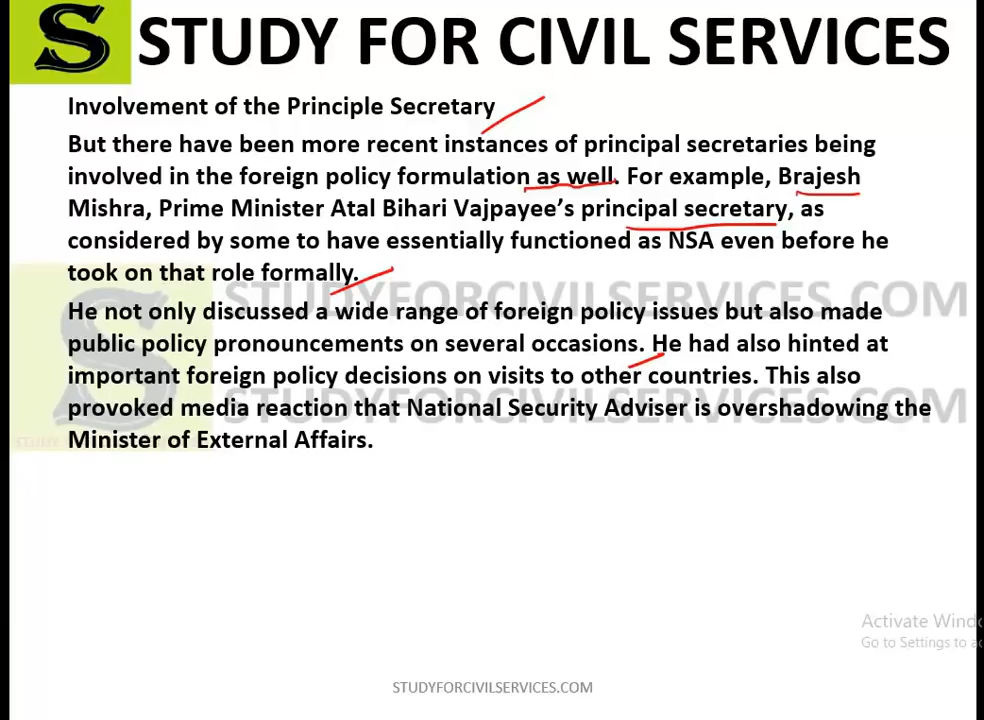 S STUDY FOR CIVIL SERVICES
Involvement of the Principle Secretary
But there have been more recent instances of principal secretaries being
involved in the foreign policy formulation as well. For example, Brajesh
Mishra, Prime Minister Atal Bihari Vajpayee’s principal secretary, as
considered by some to have essentially functioned as NSA even before he
took on that role formally.
STUDYFORCIVILSERVICES.COM
He not only discussed a wide range of foreign policy issues but also made
public policy pronouncements on several occasions. He had also hinted at
important foreign policy decisions on visits to other countries. This also
provoked media reaction that National Security Adviser is overshadowing the
STUDYFORCIVILSERVICES.COM
Minister of External Affairs.
Activate Wind
Go to Settings to a
STUDYFORCIVILSERVICES.COM